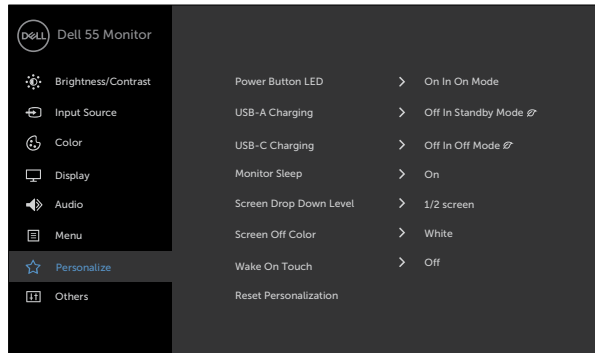 DELL Dell 55 Monitor
Brightness/Contrast
Input Source
Color
Display
Audio
Menu
Personalize
Others
Power Button LED > On In On Mode
USB-A Charging > Off In Standby Mode
USB-C Charging > Off In Off Mode
Monitor Sleep > On
Screen Drop Down Level > 1/2 screen
Screen Off Color > White
Wake On Touch > Off
Reset Personalization